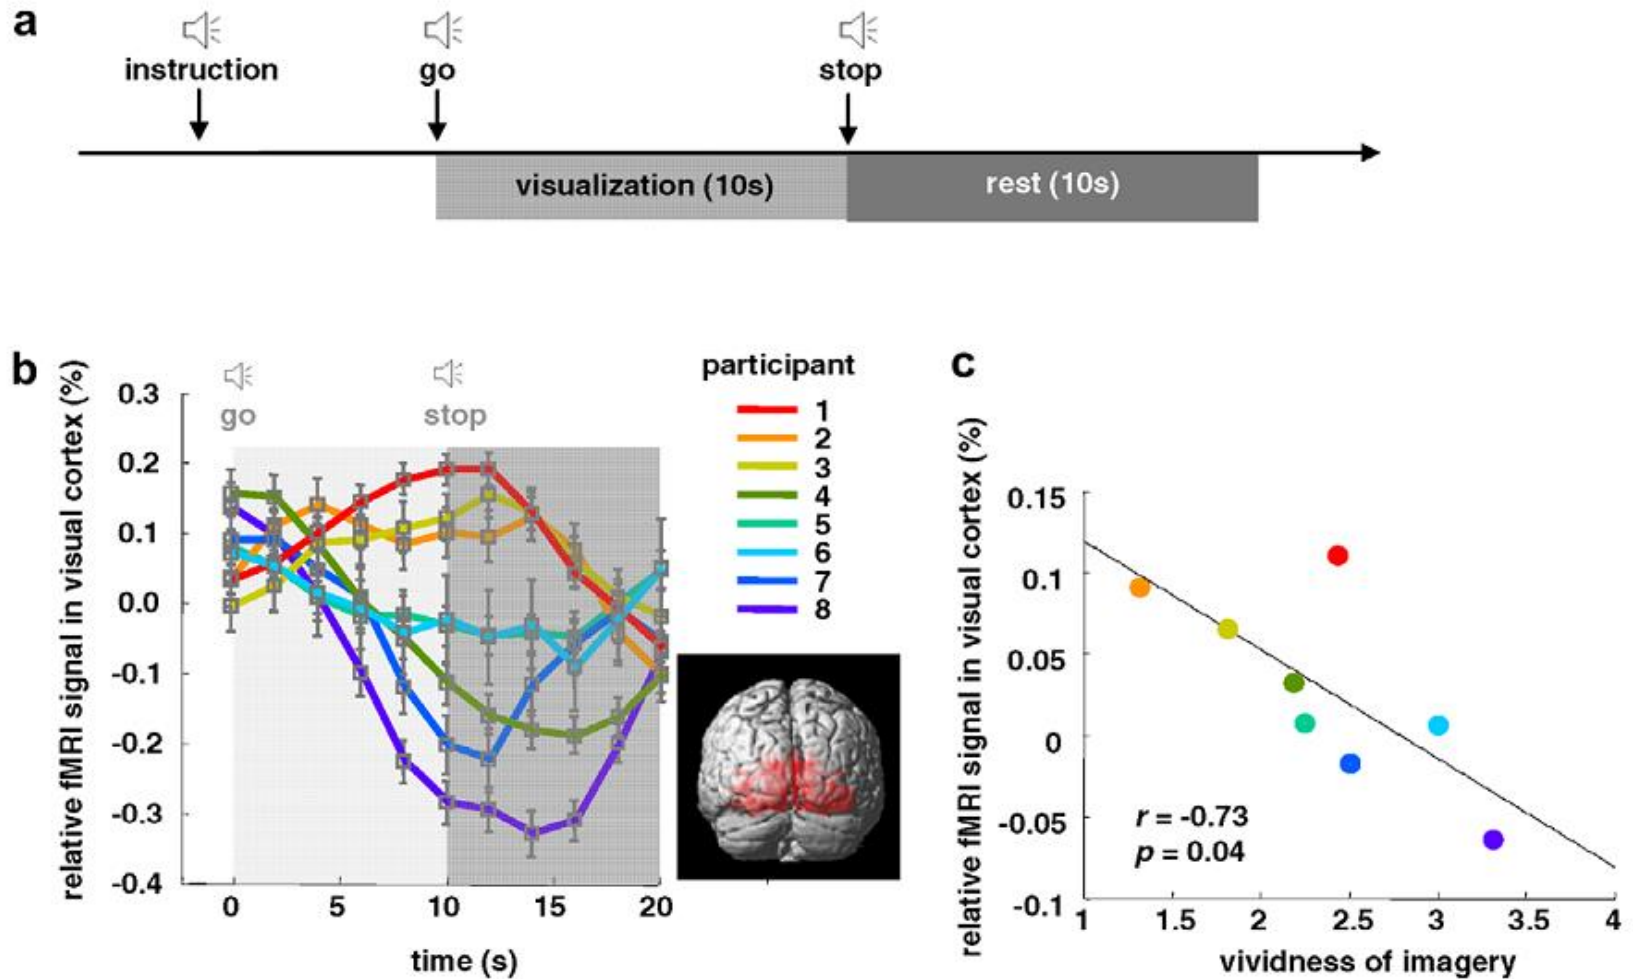 a
instruction
go
stop
visualization (10s)
rest (10s)
b
relative fMRI signal in visual cortex (%)
0.3
0.2
0.1
0.0
-0.1
-0.2
-0.3
-0.4
go
stop
0 5 10 15 20
time (s)
participant
1
2
3
4
5
6
7
8
c
relative fMRI signal in visual cortex (%)
0.15
0.1
0.05
0
-0.05
-0.1
r = -0.73
p = 0.04
1 1.5 2 2.5 3 3.5 4
vividness of imagery